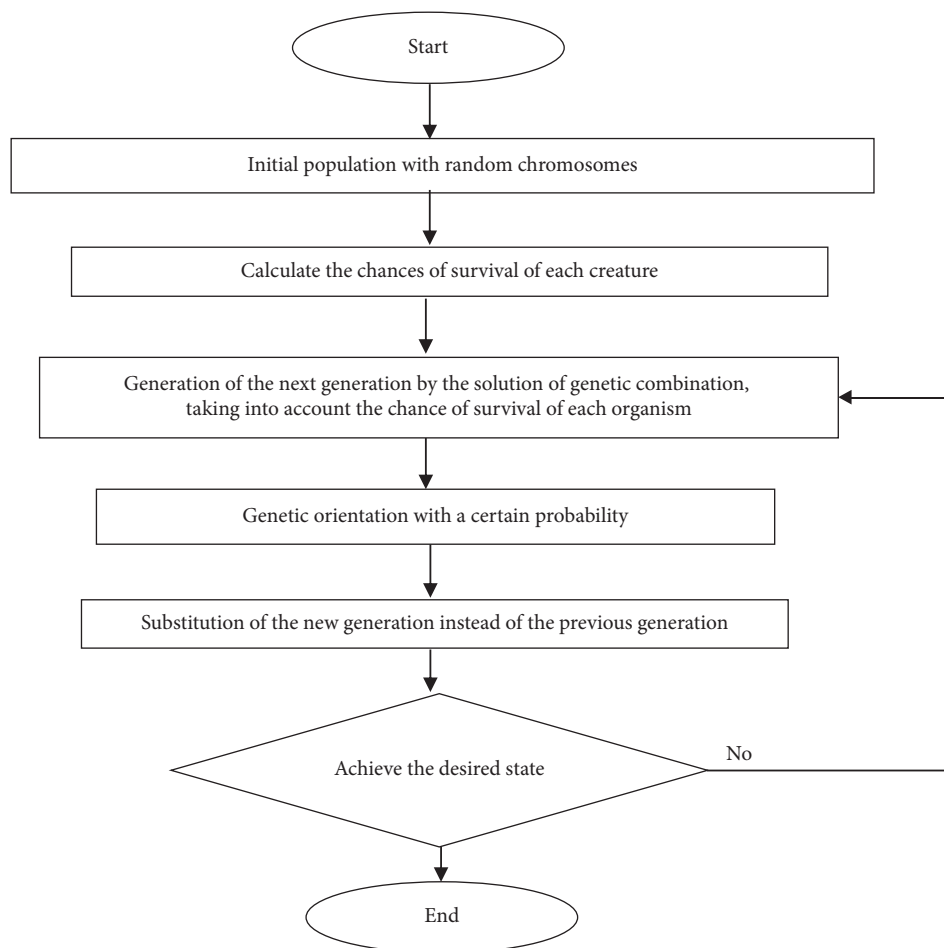 Start
Initial population with random chromosomes
Calculate the chances of survival of each creature
Generation of the next generation by the solution of genetic combination,
taking into account the chance of survival of each organism
Genetic orientation with a certain probability
Substitution of the new generation instead of the previous generation
Achieve the desired state
No
End